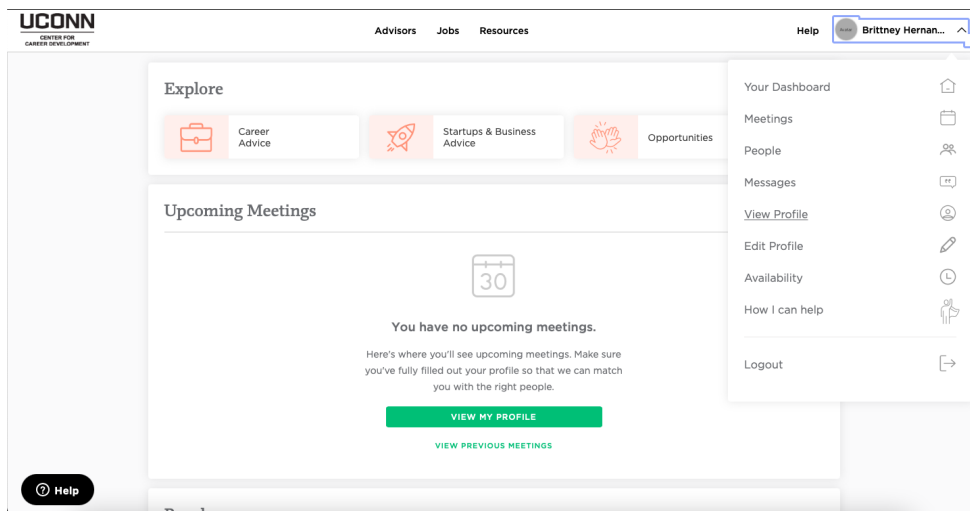 UCONN
CENTER FOR
CAREER DEVELOPMENT
Advisors Jobs Resources
Help Brittney Hernan...
Explore
Career
Advice
Startups & Business
Advice
Opportunities
Your Dashboard
Meetings
People
Messages
View Profile
Edit Profile
Availability
How I can help
Logout
Upcoming Meetings
30
You have no upcoming meetings.
Here's where you'll see upcoming meetings. Make sure
you've fully filled out your profile so that we can match
you with the right people.
VIEW MY PROFILE
VIEW PREVIOUS MEETINGS
? Help